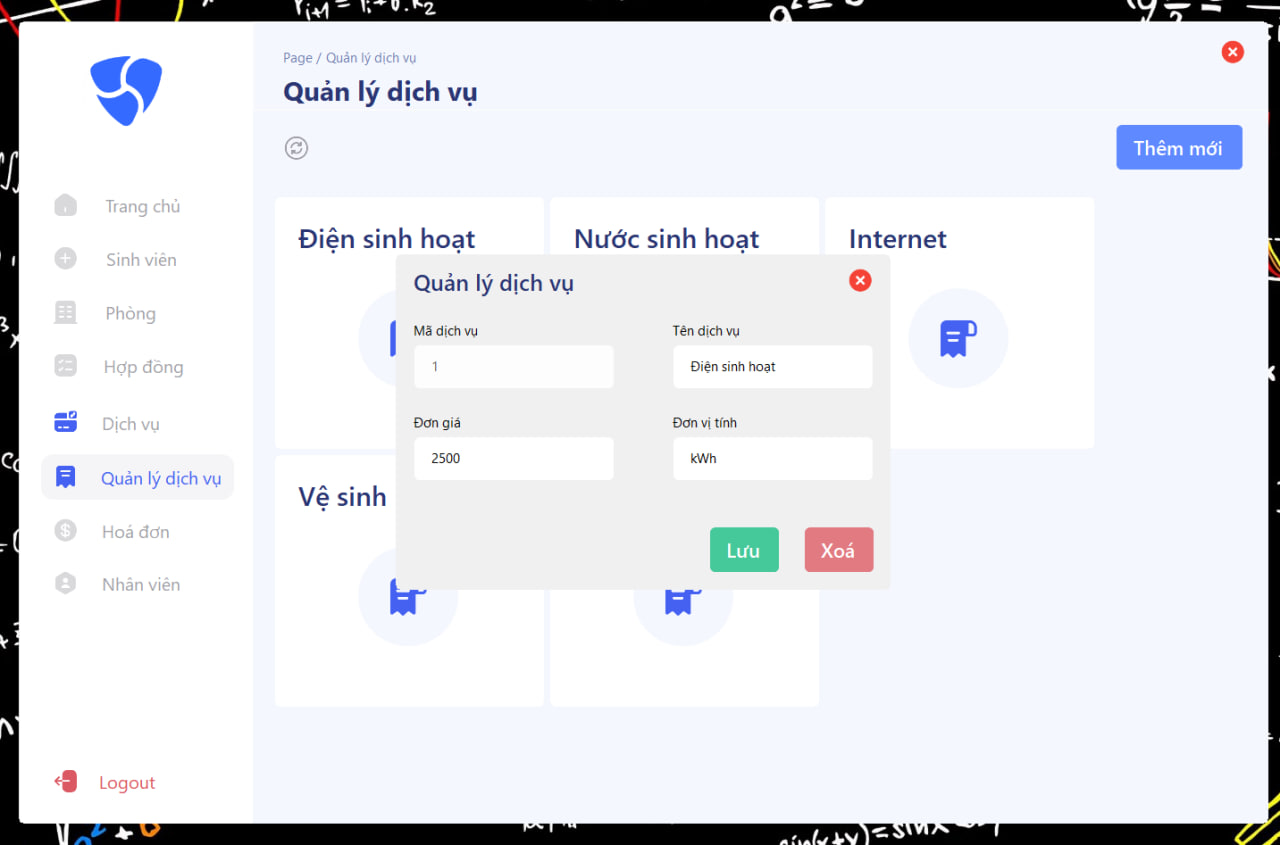 Page / Quản lý dịch vụ
Quản lý dịch vụ
Thêm mới
Trang chủ
Sinh viên
Phòng
Hợp đồng
Dịch vụ
Quản lý dịch vụ
Hoá đơn
Nhân viên
Logout
Điện sinh hoạt
Nước sinh hoạt
Internet
Vệ sinh
Quản lý dịch vụ
Mã dịch vụ
Tên dịch vụ
1
Điện sinh hoạt
Đơn giá
Đơn vị tính
2500
kWh
Lưu
Xoá